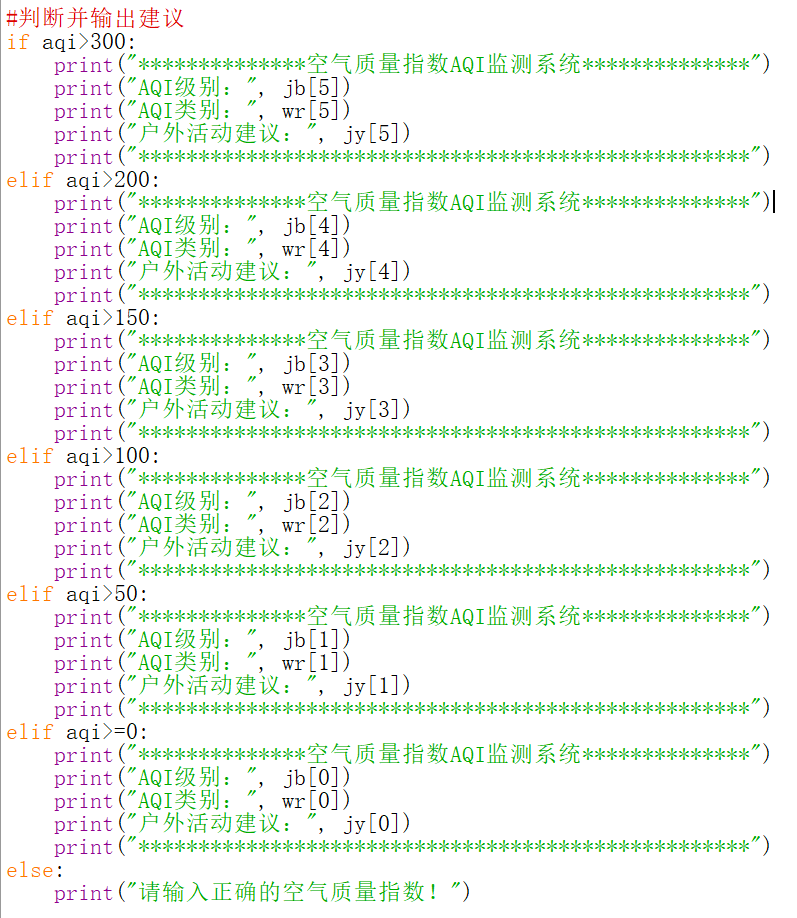 #判断并输出建议
if aqi>300:
    print("**************空气质量指数AQI监测系统**************")
    print("AQI级别：", jb[5])
    print("AQI类别：", wr[5])
    print("户外活动建议：", jy[5])
    print("***************************************************")
elif aqi>200:
    print("**************空气质量指数AQI监测系统**************")
    print("AQI级别：", jb[4])
    print("AQI类别：", wr[4])
    print("户外活动建议：", jy[4])
    print("***************************************************")
elif aqi>150:
    print("**************空气质量指数AQI监测系统**************")
    print("AQI级别：", jb[3])
    print("AQI类别：", wr[3])
    print("户外活动建议：", jy[3])
    print("***************************************************")
elif aqi>100:
    print("**************空气质量指数AQI监测系统**************")
    print("AQI级别：", jb[2])
    print("AQI类别：", wr[2])
    print("户外活动建议：", jy[2])
    print("***************************************************")
elif aqi>50:
    print("**************空气质量指数AQI监测系统**************")
    print("AQI级别：", jb[1])
    print("AQI类别：", wr[1])
    print("户外活动建议：", jy[1])
    print("***************************************************")
elif aqi>=0:
    print("**************空气质量指数AQI监测系统**************")
    print("AQI级别：", jb[0])
    print("AQI类别：", wr[0])
    print("户外活动建议：", jy[0])
    print("***************************************************")
else:
    print("请输入正确的空气质量指数！")